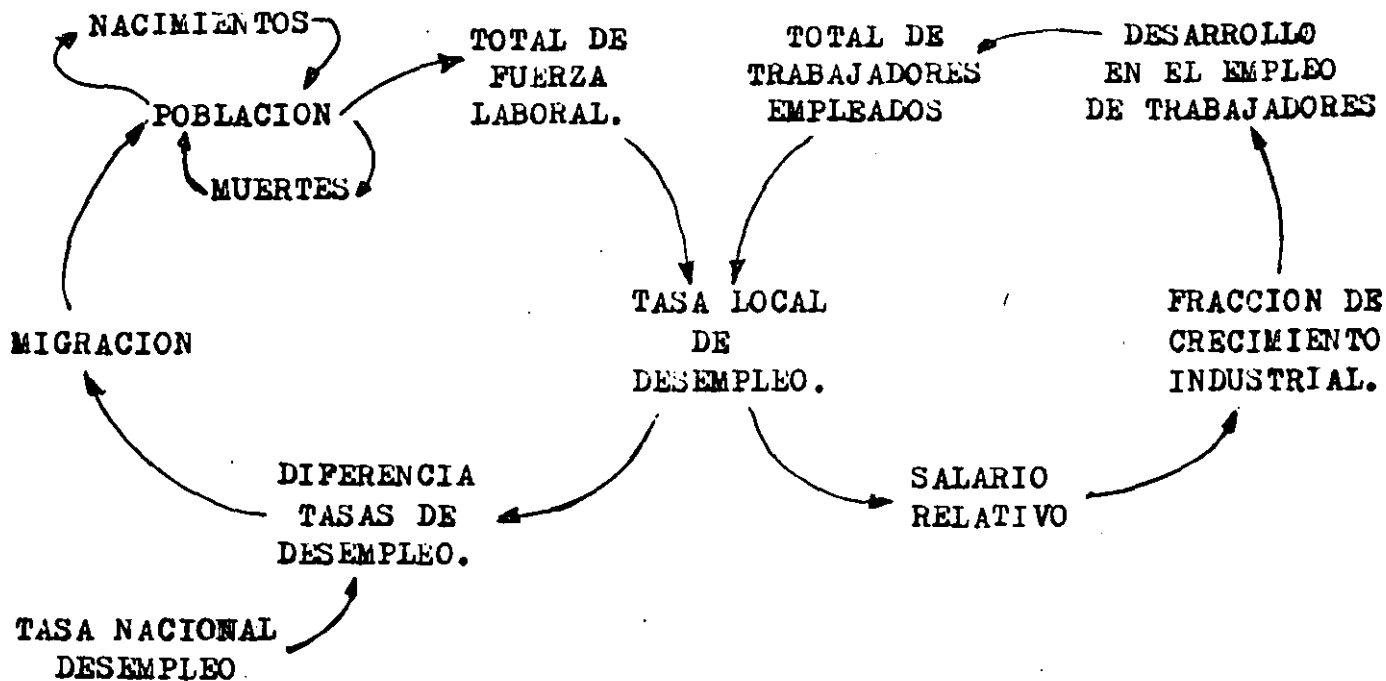 NACIMIENTOS
POBLACION
MUERTES
TOTAL DE
FUERZA
LABORAL.
TOTAL DE
TRABAJADORES
EMPLEADOS
DESARROLLO
EN EL EMPLEO
DE TRABAJADORES
MIGRACION
TASA LOCAL
DE
DESEMPLEO.
FRACCION DE
CRECIMIENTO
INDUSTRIAL.
DIFERENCIA
TASAS DE
DESEMPLEO.
SALARIO
RELATIVO
TASA NACIONAL
DESEMPLEO